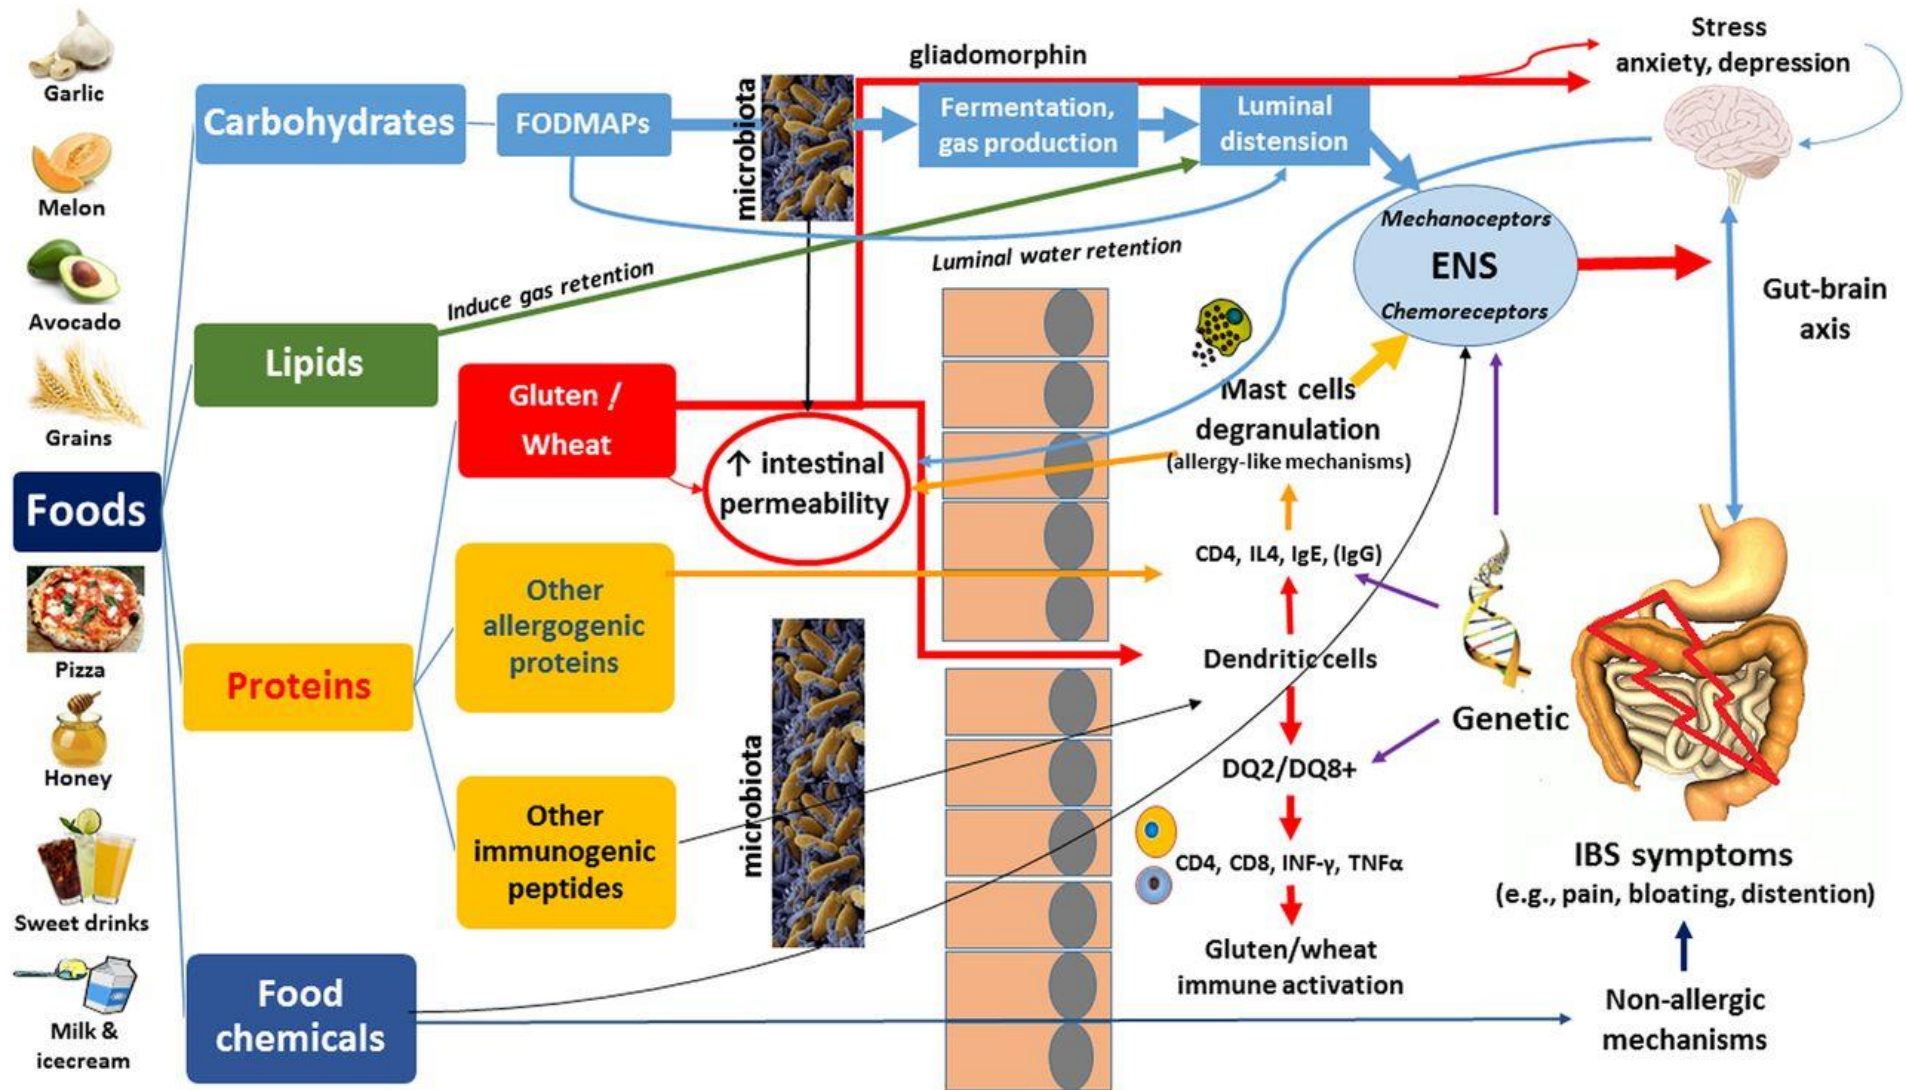 Garlic
Melon
Avocado
Grains
Foods
Pizza
Honey
Sweet drinks
Milk &
icecream
Carbohydrates
FODMAPs
microbiota
gliadomorphin
Fermentation,
gas production
Luminal
distension
Stress
anxiety, depression
Mechanoceptors
ENS
Chemoreceptors
Gut-brain
axis
Luminal water retention
Induce gas retention
Lipids
Gluten /
Wheat
↑ intestinal
permeability
Mast cells
degranulation
(allergy-like mechanisms)
CD4, IL4, IgE, (IgG)
Other
allergogenic
proteins
Proteins
Dendritic cells
Genetic
DQ2/DQ8+
microbiota
Other
immunogenic
peptides
CD4, CD8, INF-γ, TNFα
Gluten/wheat
immune activation
IBS symptoms
(e.g., pain, bloating, distention)
Food
chemicals
Non-allergic
mechanisms